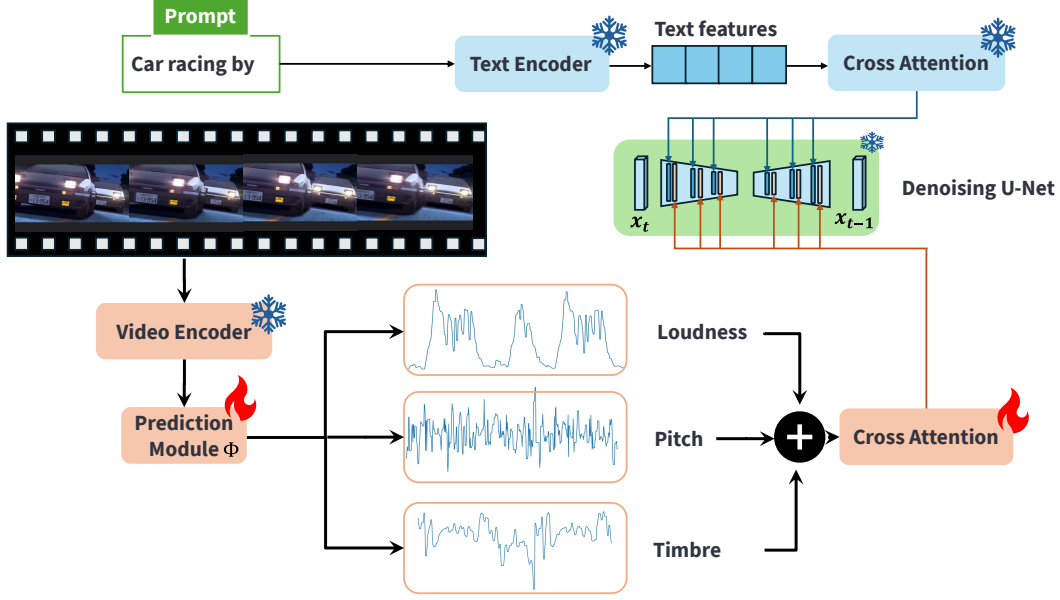 Prompt
Car racing by
Text Encoder
Text features
Cross Attention
Denoising U-Net
x_t
x_{t-1}
Video Encoder
Prediction
Module Φ
Loudness
Pitch
Timbre
+
Cross Attention